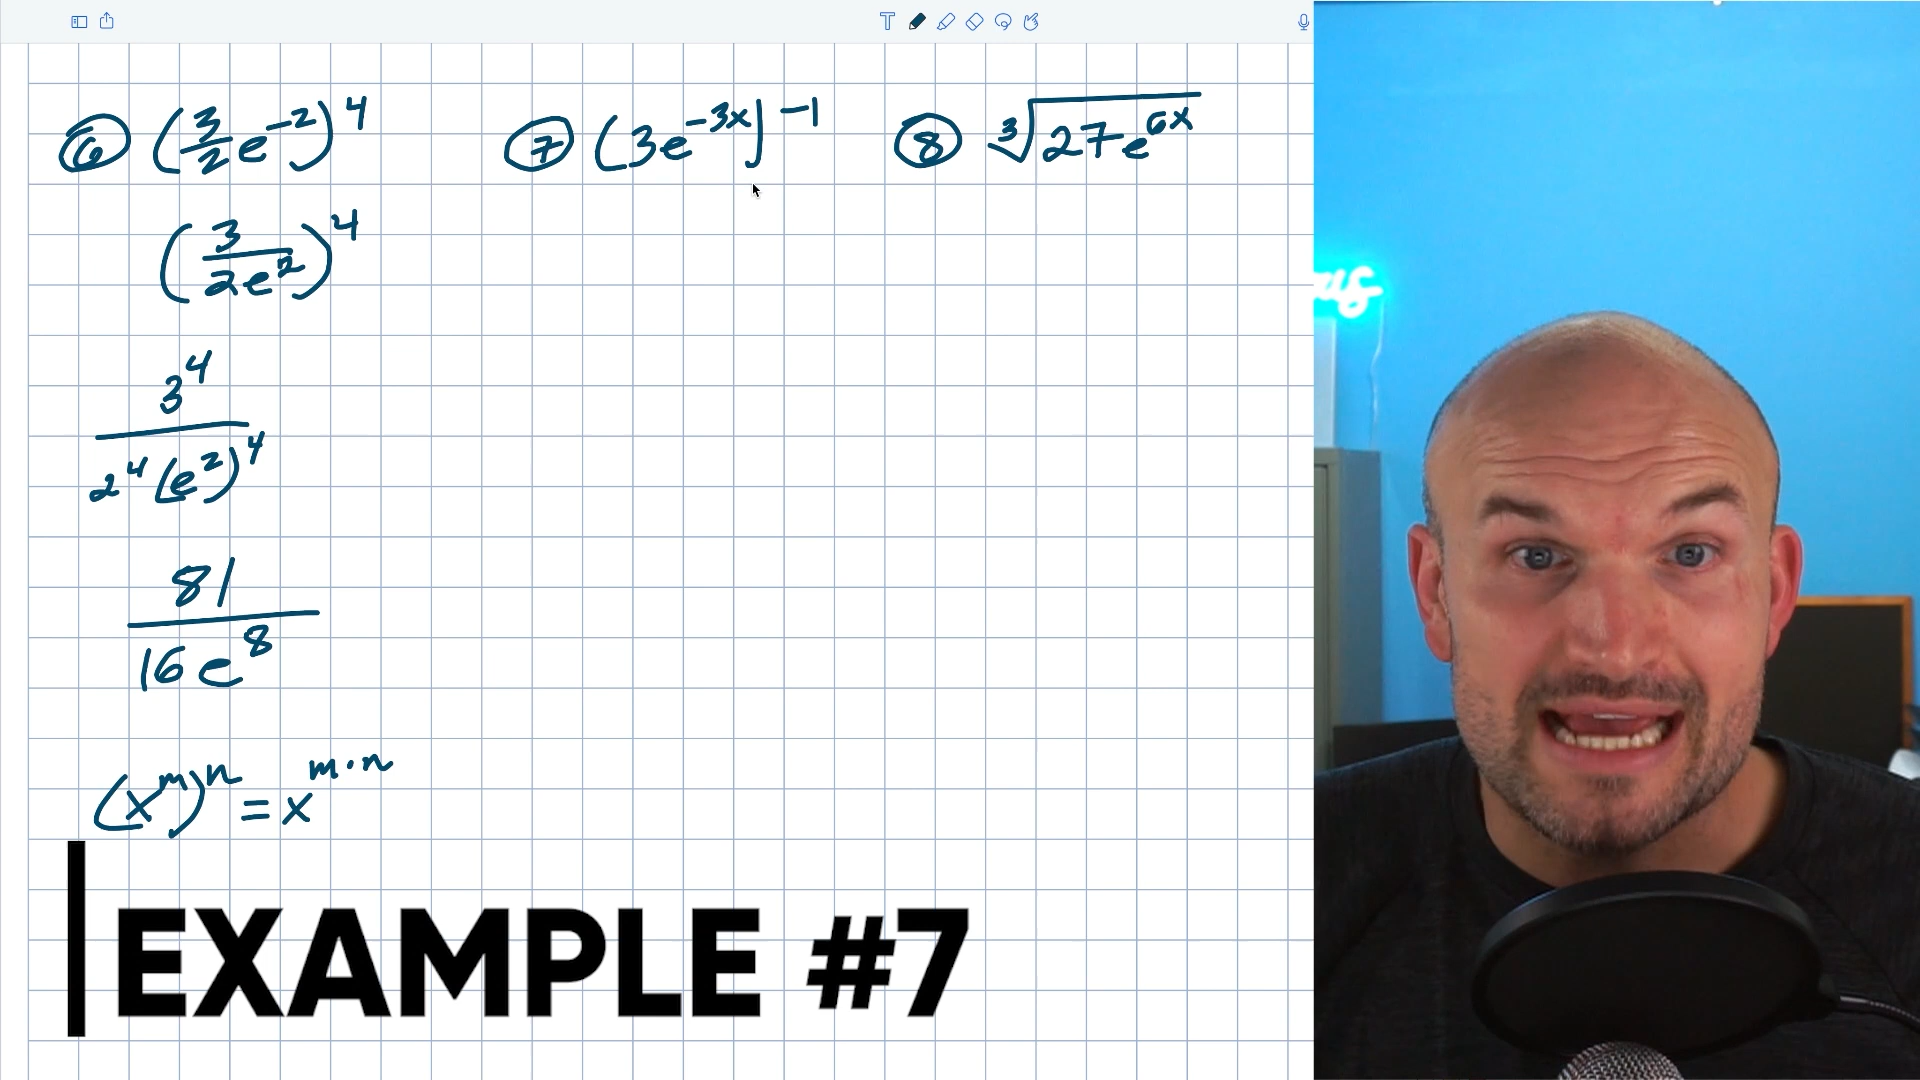 ⑥ (3/2 e^-2)^4
(3/2e^2)^4
3^4/2^4(e^2)^4
81/16e^8
(x^m)^n = x^m·n
⑦ (3e^-3x)^-1
⑧ ∛27e^6x
EXAMPLE #7